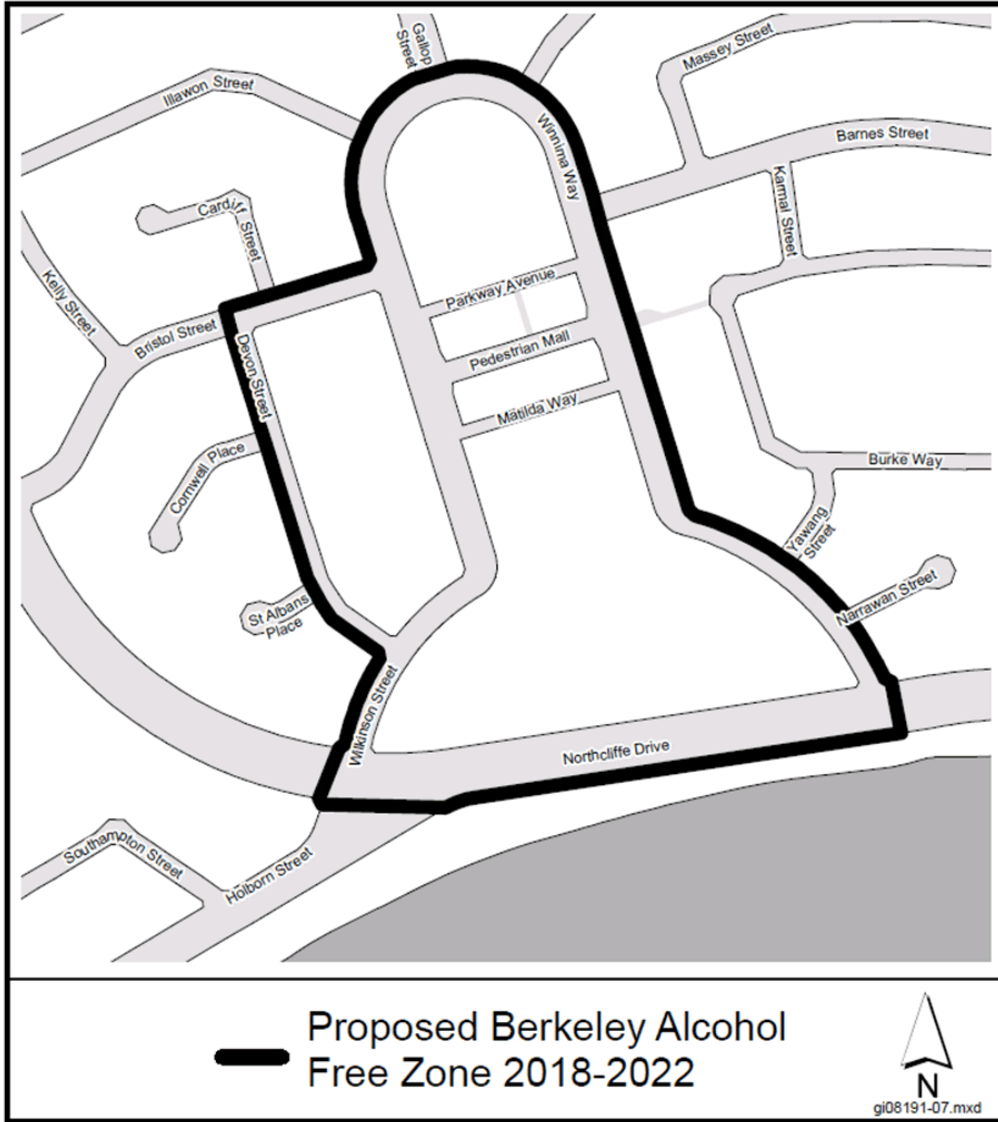 Gallop
Street
Massey Street
Illawon Street
Winnima Way
Barnes Street
Karmal Street
Cardiff Street
Kelly Street
Parkway Avenue
Bristol Street
Pedestrian Mall
Devon Street
Matilda Way
Cornwell Place
Burke Way
Yawang
Street
Narrawan Street
St Albans
Place
Wilkinson Street
Northcliffe Drive
Southampton Street
Holborn Street
Proposed Berkeley Alcohol
Free Zone 2018-2022
N
gi08191-07.mxd